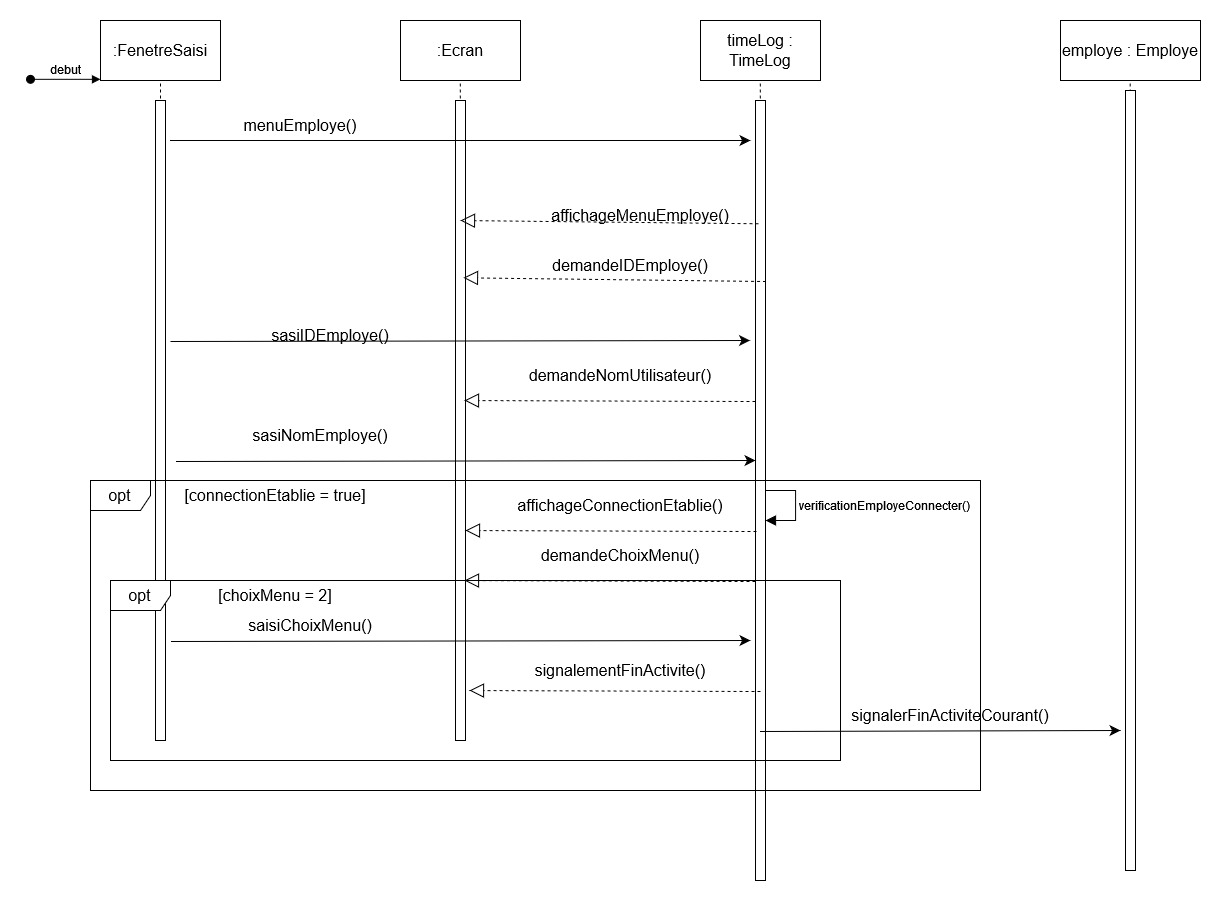 :FenetreSaisi
:Ecran
timeLog :
TimeLog
employe : Employe
debut
menuEmploye()
affichageMenuEmploye()
demandeIDEmploye()
sasiIDEmploye()
demandeNomUtilisateur()
sasiNomEmploye()
opt
[connectionEtablie = true]
affichageConnectionEtablie()
verificationEmployeConnecter()
demandeChoixMenu()
opt
[choixMenu = 2]
saisiChoixMenu()
signalementFinActivite()
signalerFinActiviteCourant()